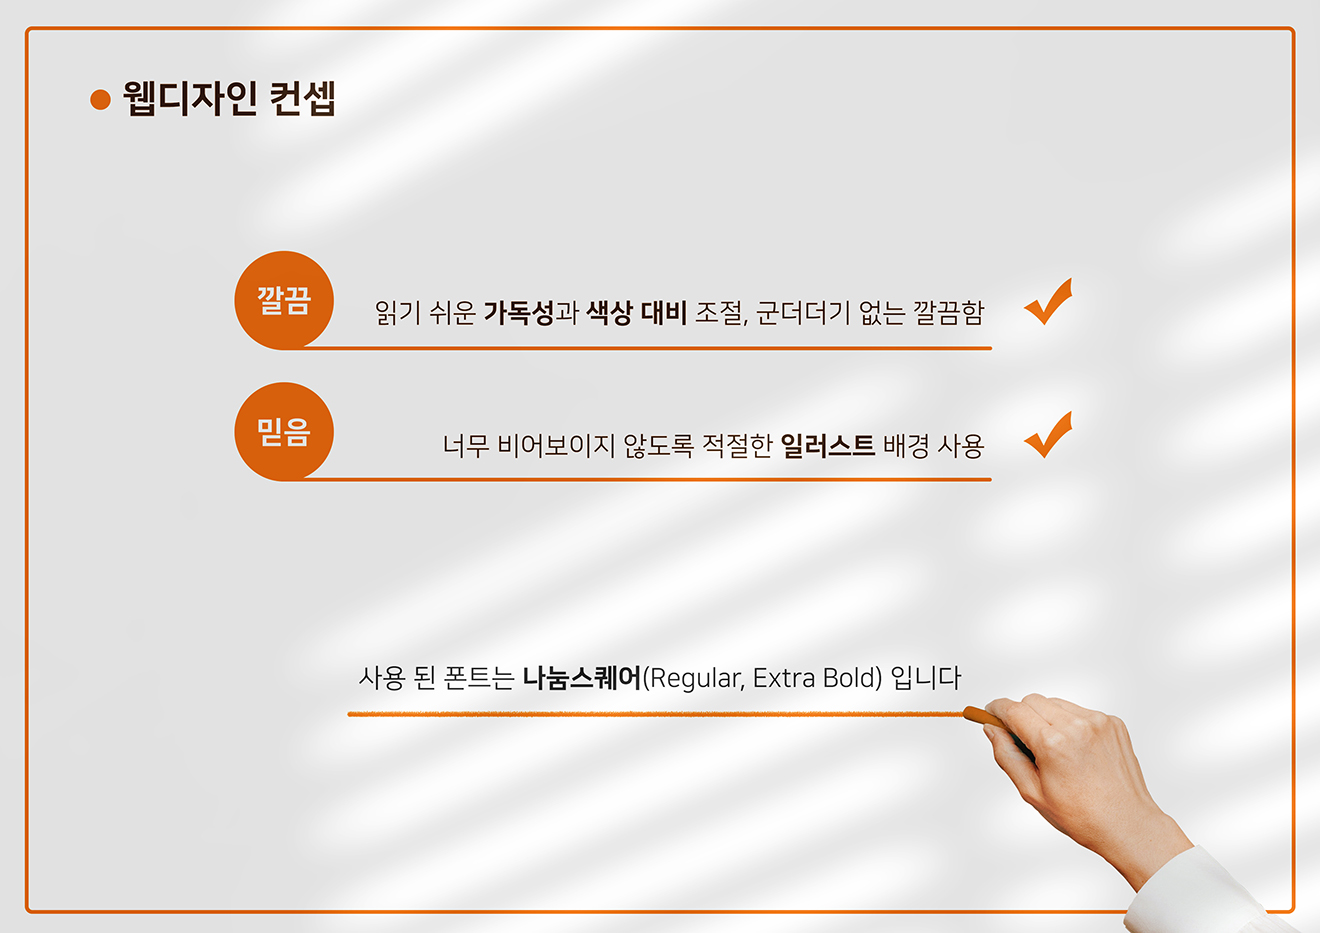 웹디자인 컨셉
깔끔
읽기 쉬운 가독성과 색상 대비 조절, 군더더기 없는 깔끔함
믿음
너무 비어보이지 않도록 적절한 일러스트 배경 사용
사용 된 폰트는 나눔스퀘어(Regular, Extra Bold) 입니다